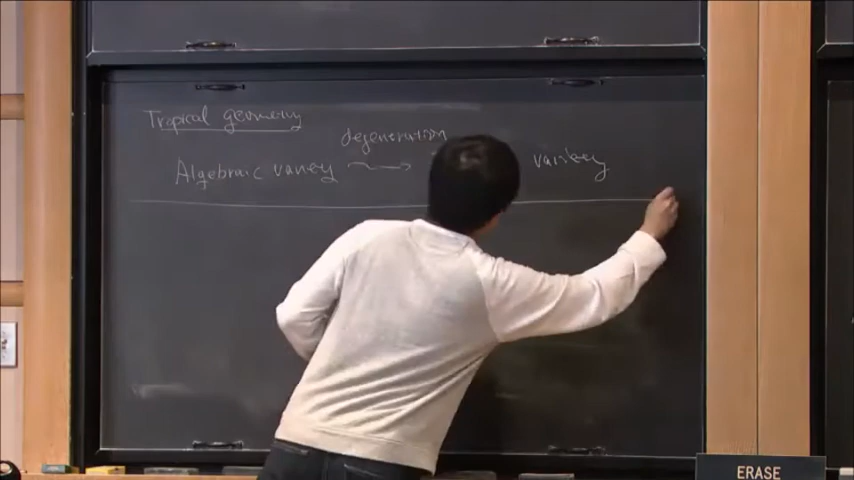 Tropical geometry
degeneration
Algebraic variety variety
ERASE